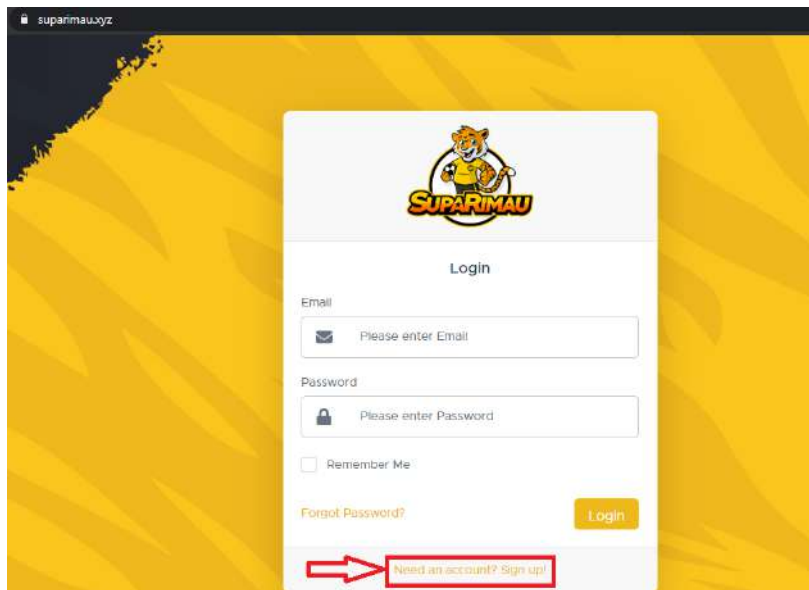 suparimau.xyz
SUPARIMAU
Login
Email
Please enter Email
Password
Please enter Password
Remember Me
Forgot Password?
Login
Need an account? Sign up!